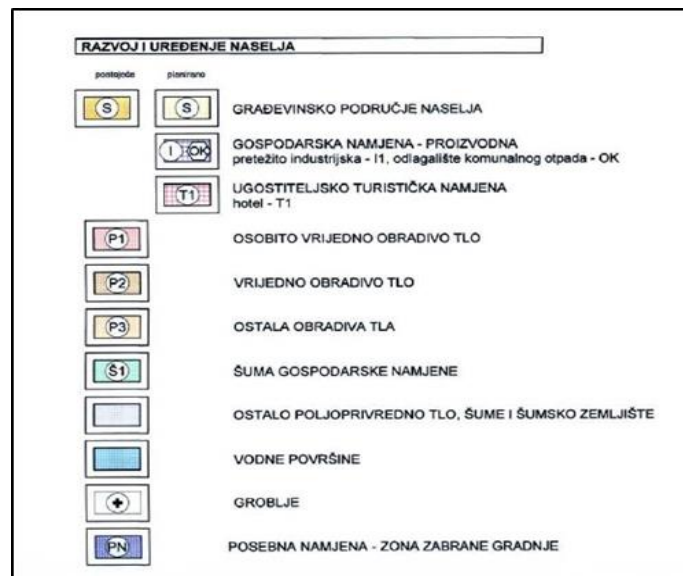 RAZVOJ I UREĐENJE NASELJA
postojeće planirano
S S GRAĐEVINSKO PODRUČJE NASELJA
I OK GOSPODARSKA NAMJENA - PROIZVODNA
pretežito industrijska - I1, odlagalište komunalnog otpada - OK
T1 UGOSTITELJSKO TURISTIČKA NAMJENA
hotel - T1
P1 OSOBITO VRIJEDNO OBRADIVO TLO
P2 VRIJEDNO OBRADIVO TLO
P3 OSTALA OBRADIVA TLA
Š1 ŠUMA GOSPODARSKE NAMJENE
OSTALO POLJOPRIVREDNO TLO, ŠUME I ŠUMSKO ZEMLJIŠTE
VODNE POVRŠINE
GROBLJE
PN POSEBNA NAMJENA - ZONA ZABRANE GRADNJE